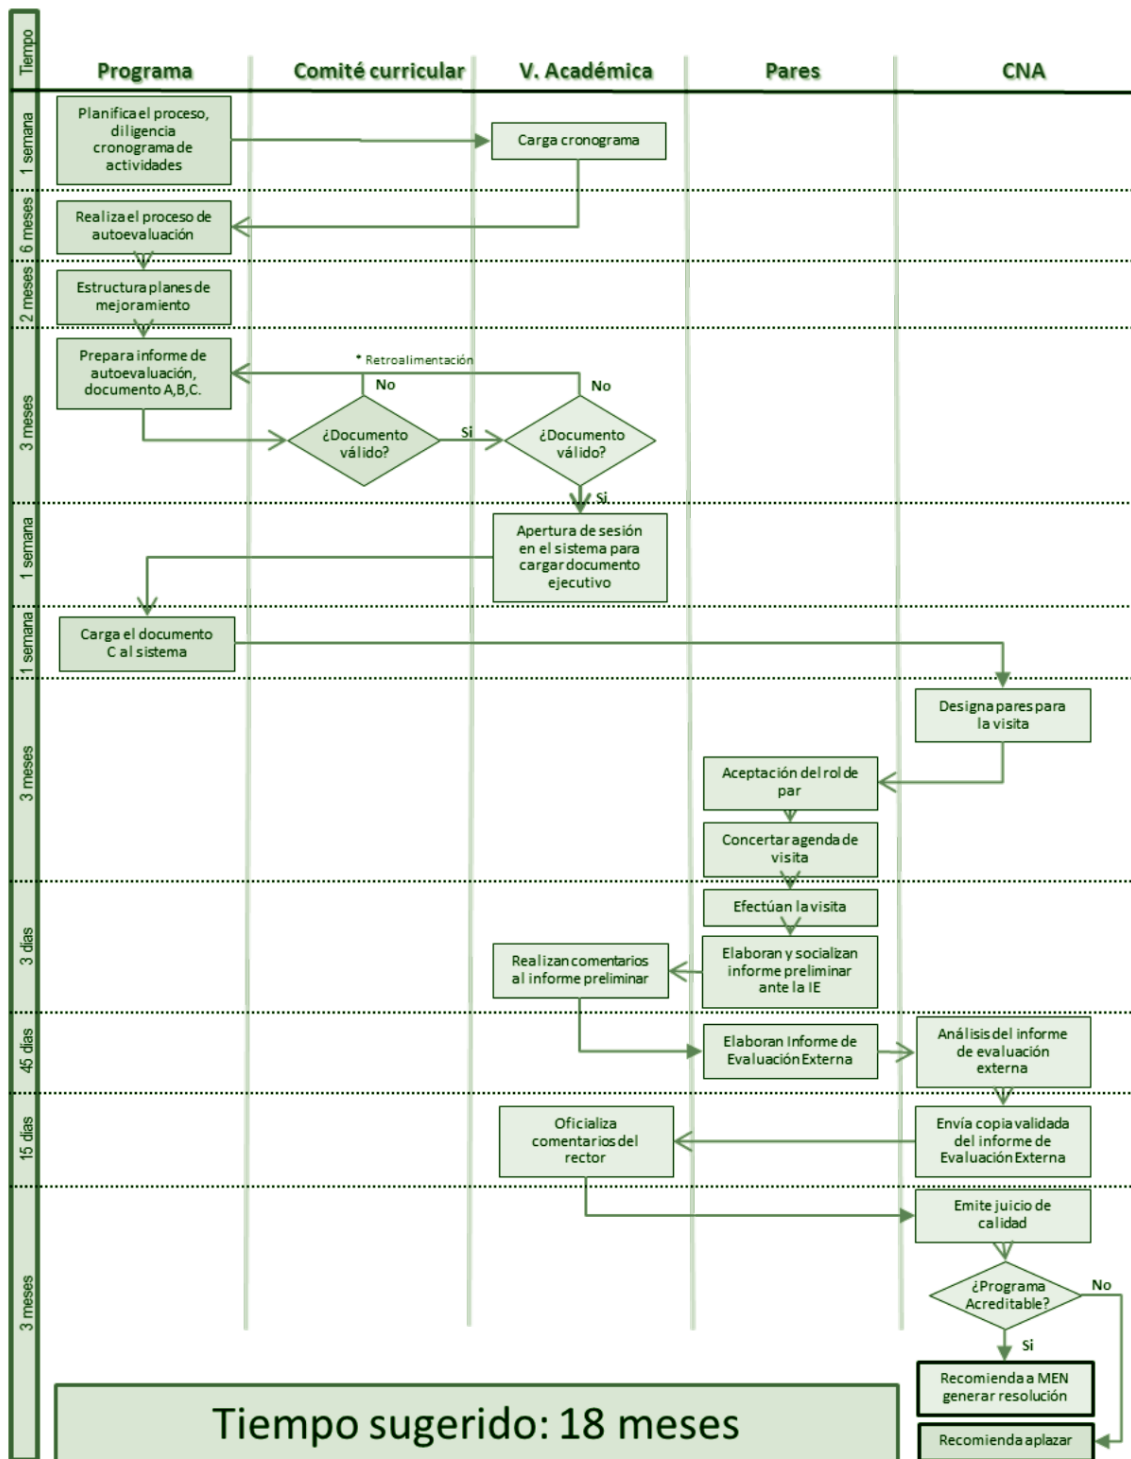 Tiempo
Programa
Comité curricular
V. Académica
Pares
CNA
1 semana
Planifica el proceso,
diligencia
cronograma de
actividades
Carga cronograma
6 meses
Realiza el proceso de
autoevaluación
2 meses
Estructura planes de
mejoramiento
3 meses
Prepara informe de
autoevaluación,
documento A,B,C.
* Retroalimentación
No
No
¿Documento
válido?
Si
¿Documento
válido?
Si
1 semana
Apertura de sesión
en el sistema para
cargar documento
ejecutivo
1 semana
Carga el documento
C al sistema
3 meses
Designa pares para
la visita
Aceptación del rol de
par
Concertar agenda de
visita
3 días
Efectúan la visita
Realizan comentarios
al informe preliminar
Elaboran y socializan
informe preliminar
ante la IE
45 días
Elaboran Informe de
Evaluación Externa
Análisis del informe
de evaluación
externa
15 días
Oficializa
comentarios del
rector
Envía copia validada
del informe de
Evaluación Externa
3 meses
Emite juicio de
calidad
¿Programa
Acreditable?
No
Si
Recomienda a MEN
generar resolución
Recomienda aplazar
Tiempo sugerido: 18 meses